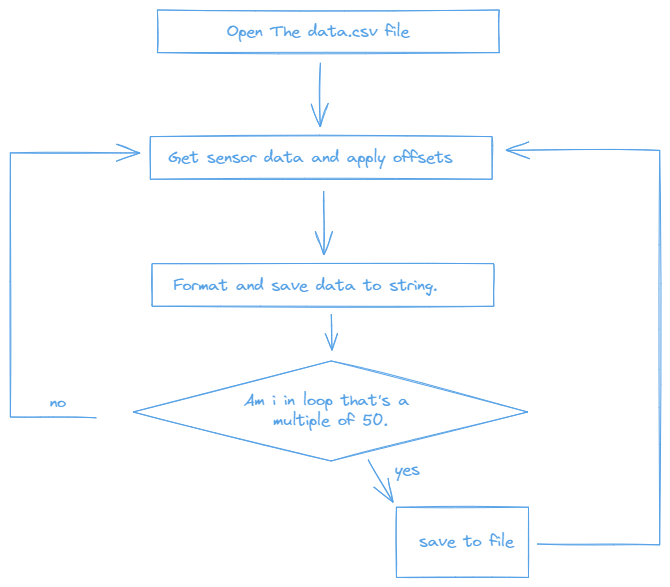 Open The data.csv file
Get sensor data and apply offsets
Format and save data to string.
Am i in loop that's a
multiple of 50.
no
yes
save to file